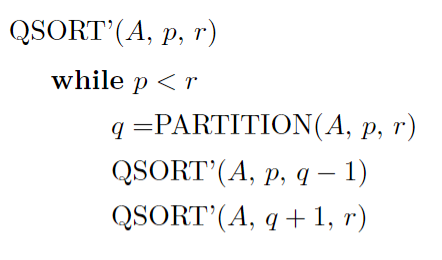 QSORT’(A, p, r)
while p < r
q =PARTITION(A, p, r)
QSORT’(A, p, q − 1)
QSORT’(A, q + 1, r)